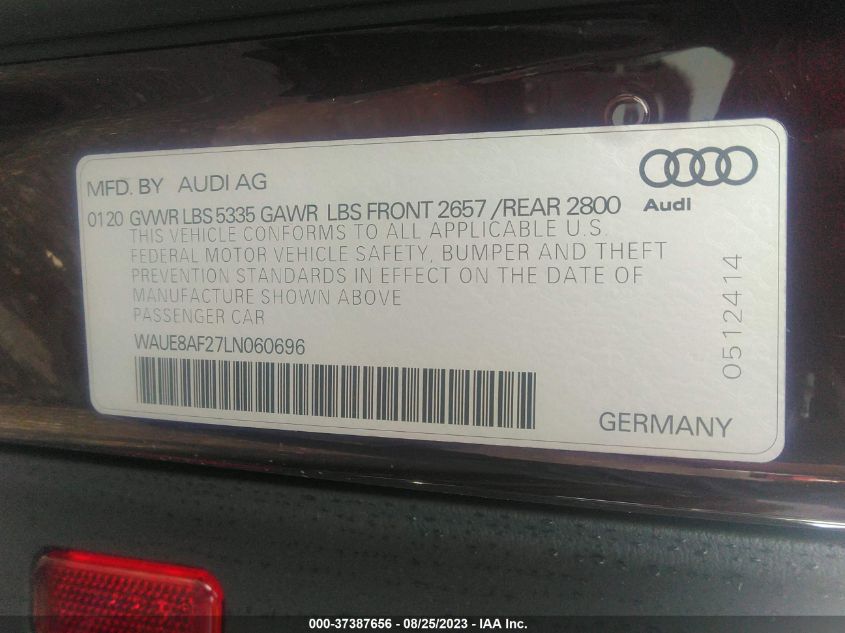 MFD. BY AUDI AG
0120 GVWR LBS 5335 GAWR LBS FRONT 2657 /REAR 2800
THIS VEHICLE CONFORMS TO ALL APPLICABLE U.S.
FEDERAL MOTOR VEHICLE SAFETY, BUMPER AND THEFT
PREVENTION STANDARDS IN EFFECT ON THE DATE OF
MANUFACTURE SHOWN ABOVE
PASSENGER CAR
WAUE8AF27LN060696
Audi
0512414
GERMANY
000-37387656 - 08/25/2023 - IAA Inc.